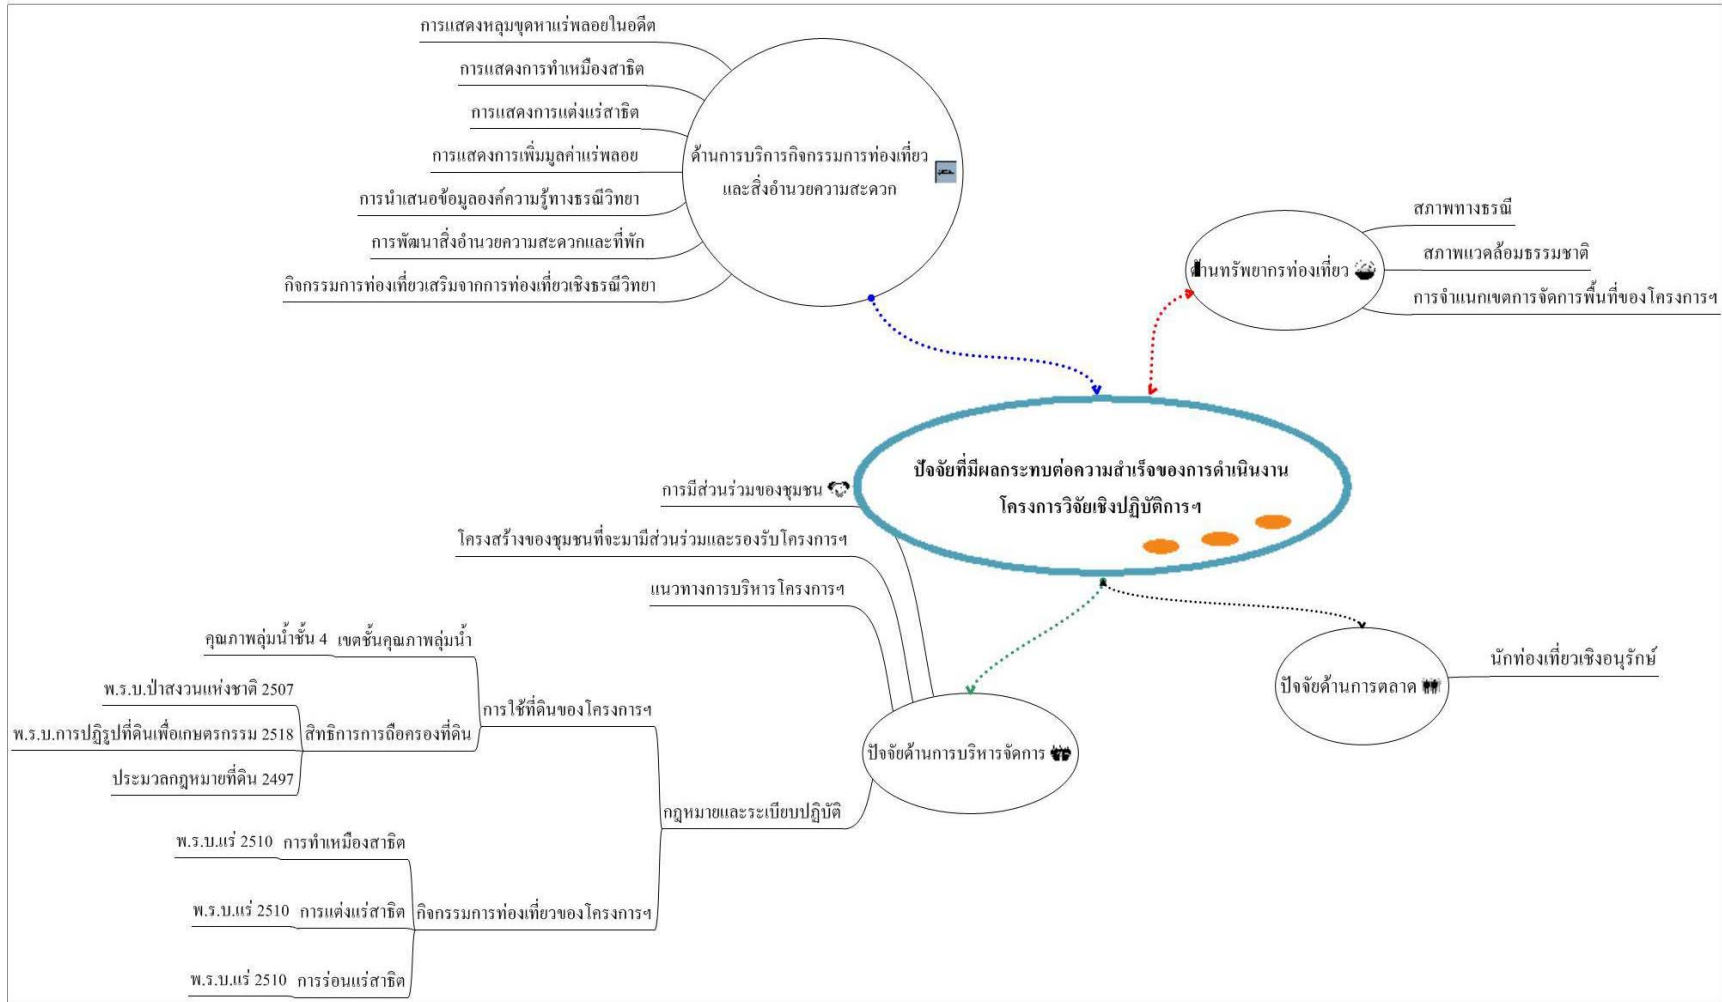 การแสดงหลุมขุดหาแร่พลอยในอดีต
การแสดงการทำเหมืองสาธิต
การแสดงการแต่งแร่สาธิต
การแสดงการเพิ่มมูลค่าแร่พลอย
การนำเสนอข้อมูลองค์ความรู้ทางธรณีวิทยา
การพัฒนาสิ่งอำนวยความสะดวกและที่พัก
กิจกรรมการท่องเที่ยวเสริมจากการท่องเที่ยวเชิงธรณีวิทยา
ด้านการบริการกิจกรรมการท่องเที่ยว
และสิ่งอำนวยความสะดวก
ด้านทรัพยากรท่องเที่ยว
สภาพทางธรณี
สภาพแวดล้อมธรรมชาติ
การจำแนกเขตการจัดการพื้นที่ของโครงการฯ
ปัจจัยที่มีผลกระทบต่อความสำเร็จของการดำเนินงาน
โครงการวิจัยเชิงปฏิบัติการฯ
การมีส่วนร่วมของชุมชน
โครงสร้างของชุมชนที่จะมามีส่วนร่วมและรองรับโครงการฯ
แนวทางการบริหารโครงการฯ
คุณภาพลุ่มน้ำชั้น 4
เขตชั้นคุณภาพลุ่มน้ำ
พ.ร.บ.ป่าสงวนแห่งชาติ 2507
พ.ร.บ.การปฏิรูปที่ดินเพื่อเกษตรกรรม 2518
ประมวลกฎหมายที่ดิน 2497
สิทธิการการถือครองที่ดิน
การใช้ที่ดินของโครงการฯ
ปัจจัยด้านการบริหารจัดการ
ปัจจัยด้านการตลาด
นักท่องเที่ยวเชิงอนุรักษ์
กฎหมายและระเบียบปฏิบัติ
พ.ร.บ.แร่ 2510
การทำเหมืองสาธิต
พ.ร.บ.แร่ 2510
การแต่งแร่สาธิต
กิจกรรมการท่องเที่ยวของโครงการฯ
พ.ร.บ.แร่ 2510
การร่อนแร่สาธิต